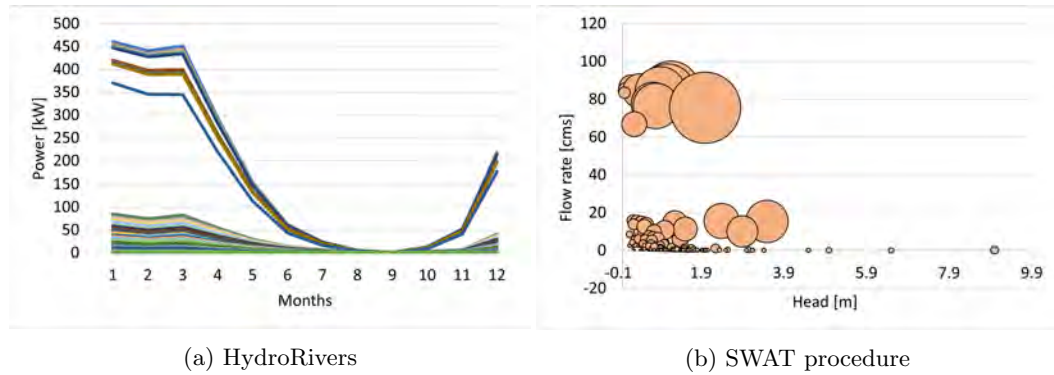 500
450
400
350
300
250
200
150
100
50
0
Power [kW]
1 2 3 4 5 6 7 8 9 10 11 12
Months
120
100
80
60
40
20
0
-20
Flow rate [cms]
-0.1 1.9 3.9 5.9 7.9 9.9
Head [m]
(a) HydroRivers
(b) SWAT procedure